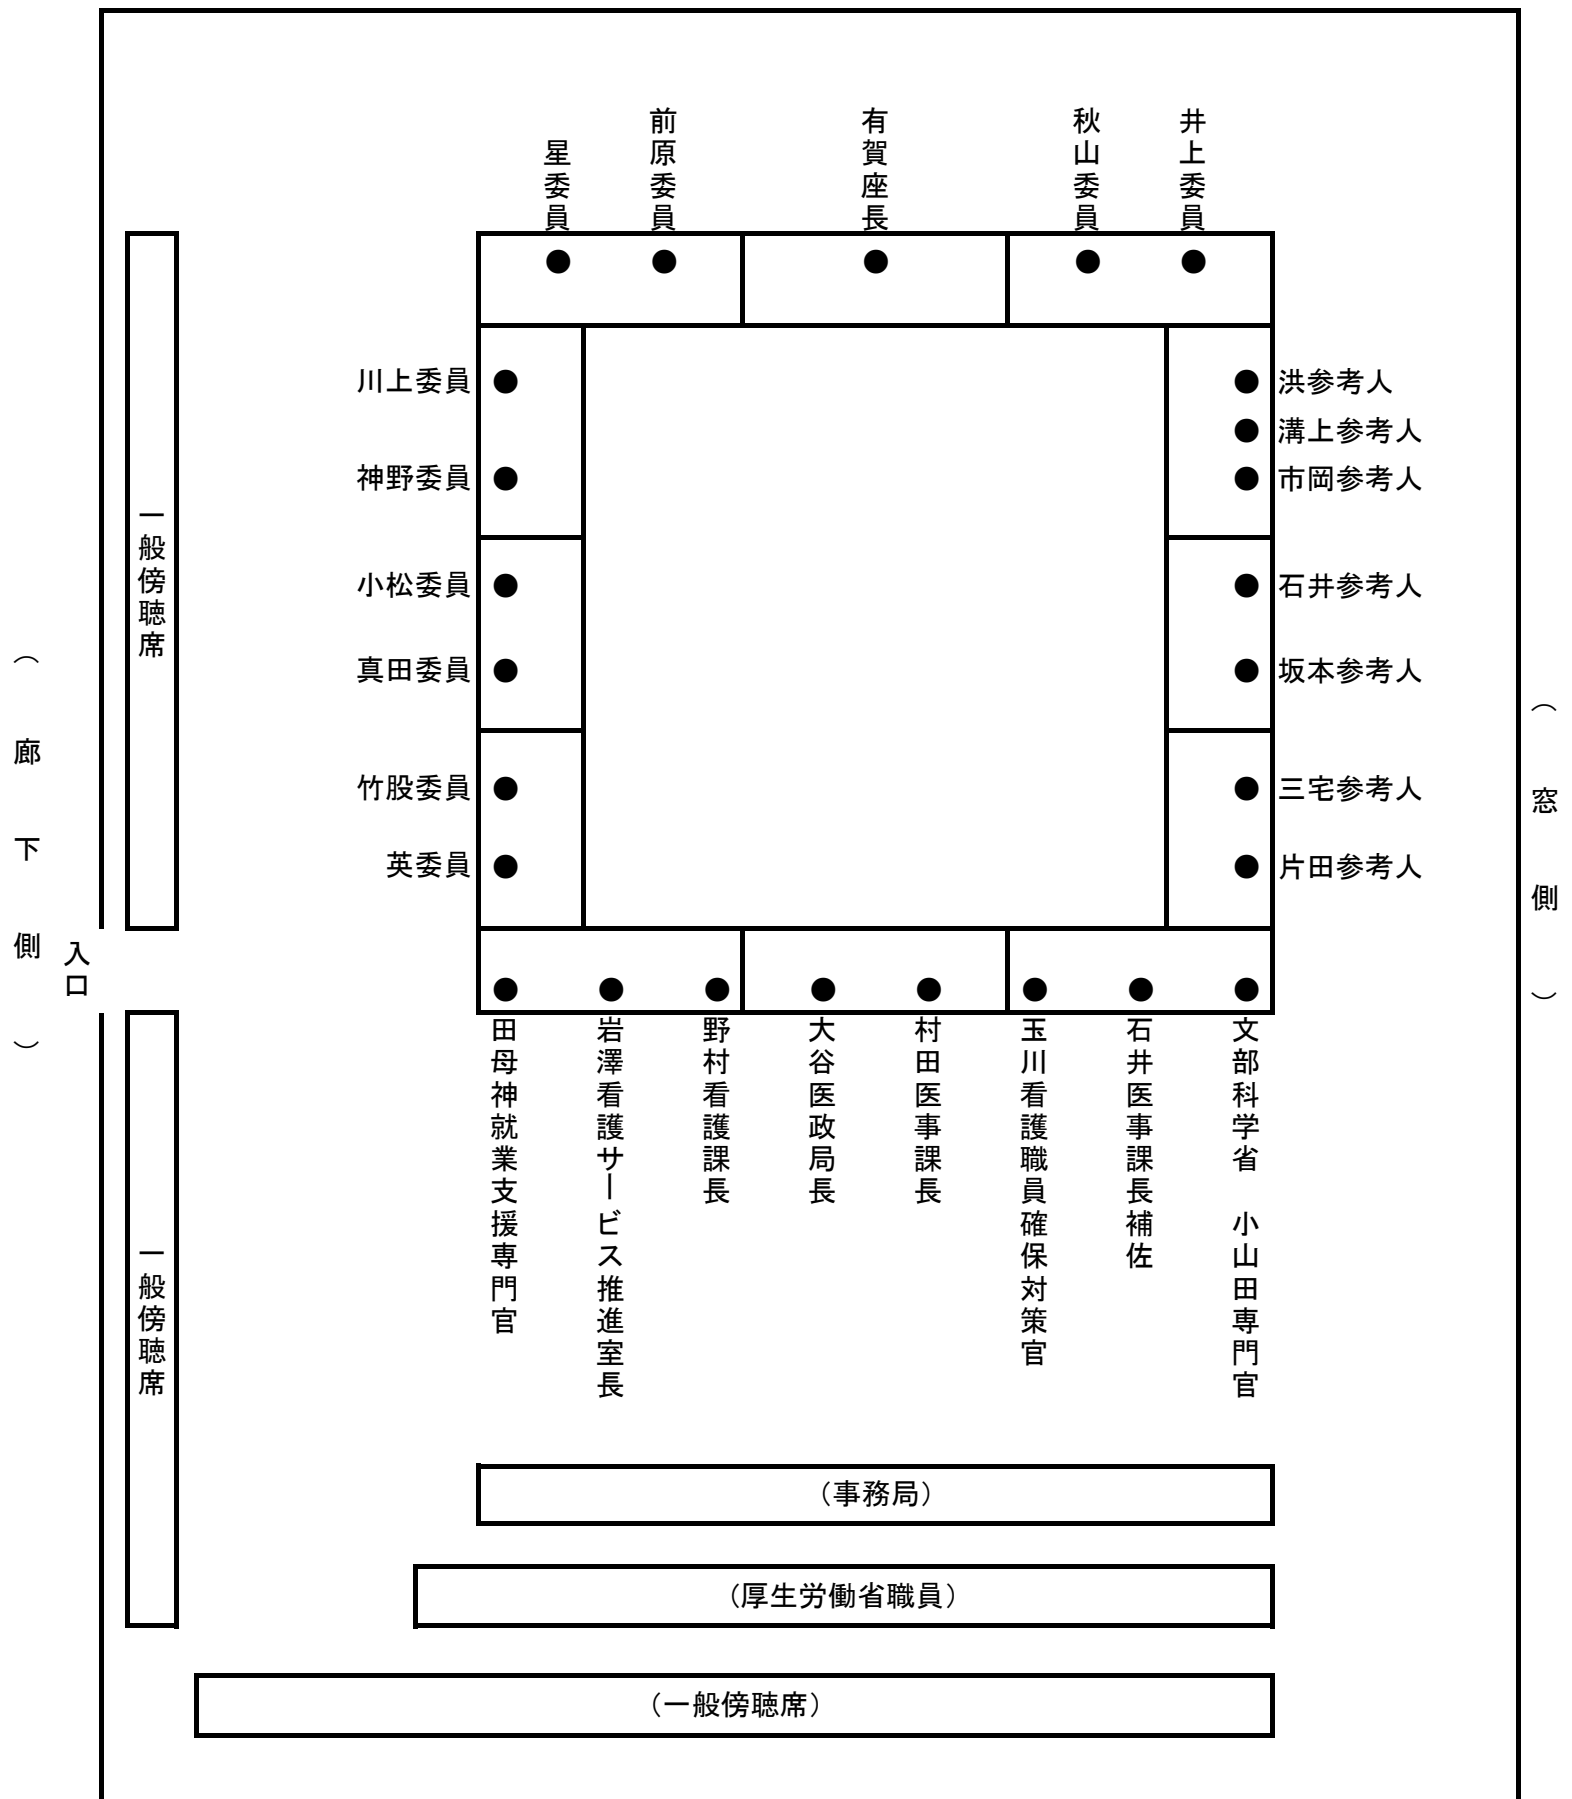 星委員
前原委員
有賀座長
秋山委員
井上委員
川上委員
神野委員
小松委員
真田委員
竹股委員
英委員
洪参考人
溝上参考人
市岡参考人
石井参考人
坂本参考人
三宅参考人
片田参考人
一般傍聴席
（廊下側）
入口
（窓側）
田母神就業支援専門官
岩澤看護サービス推進室長
野村看護課長
大谷医政局長
村田医事課長
玉川看護職員確保対策官
石井医事課長補佐
文部科学省　小山田専門官
一般傍聴席
（事務局）
（厚生労働省職員）
（一般傍聴席）